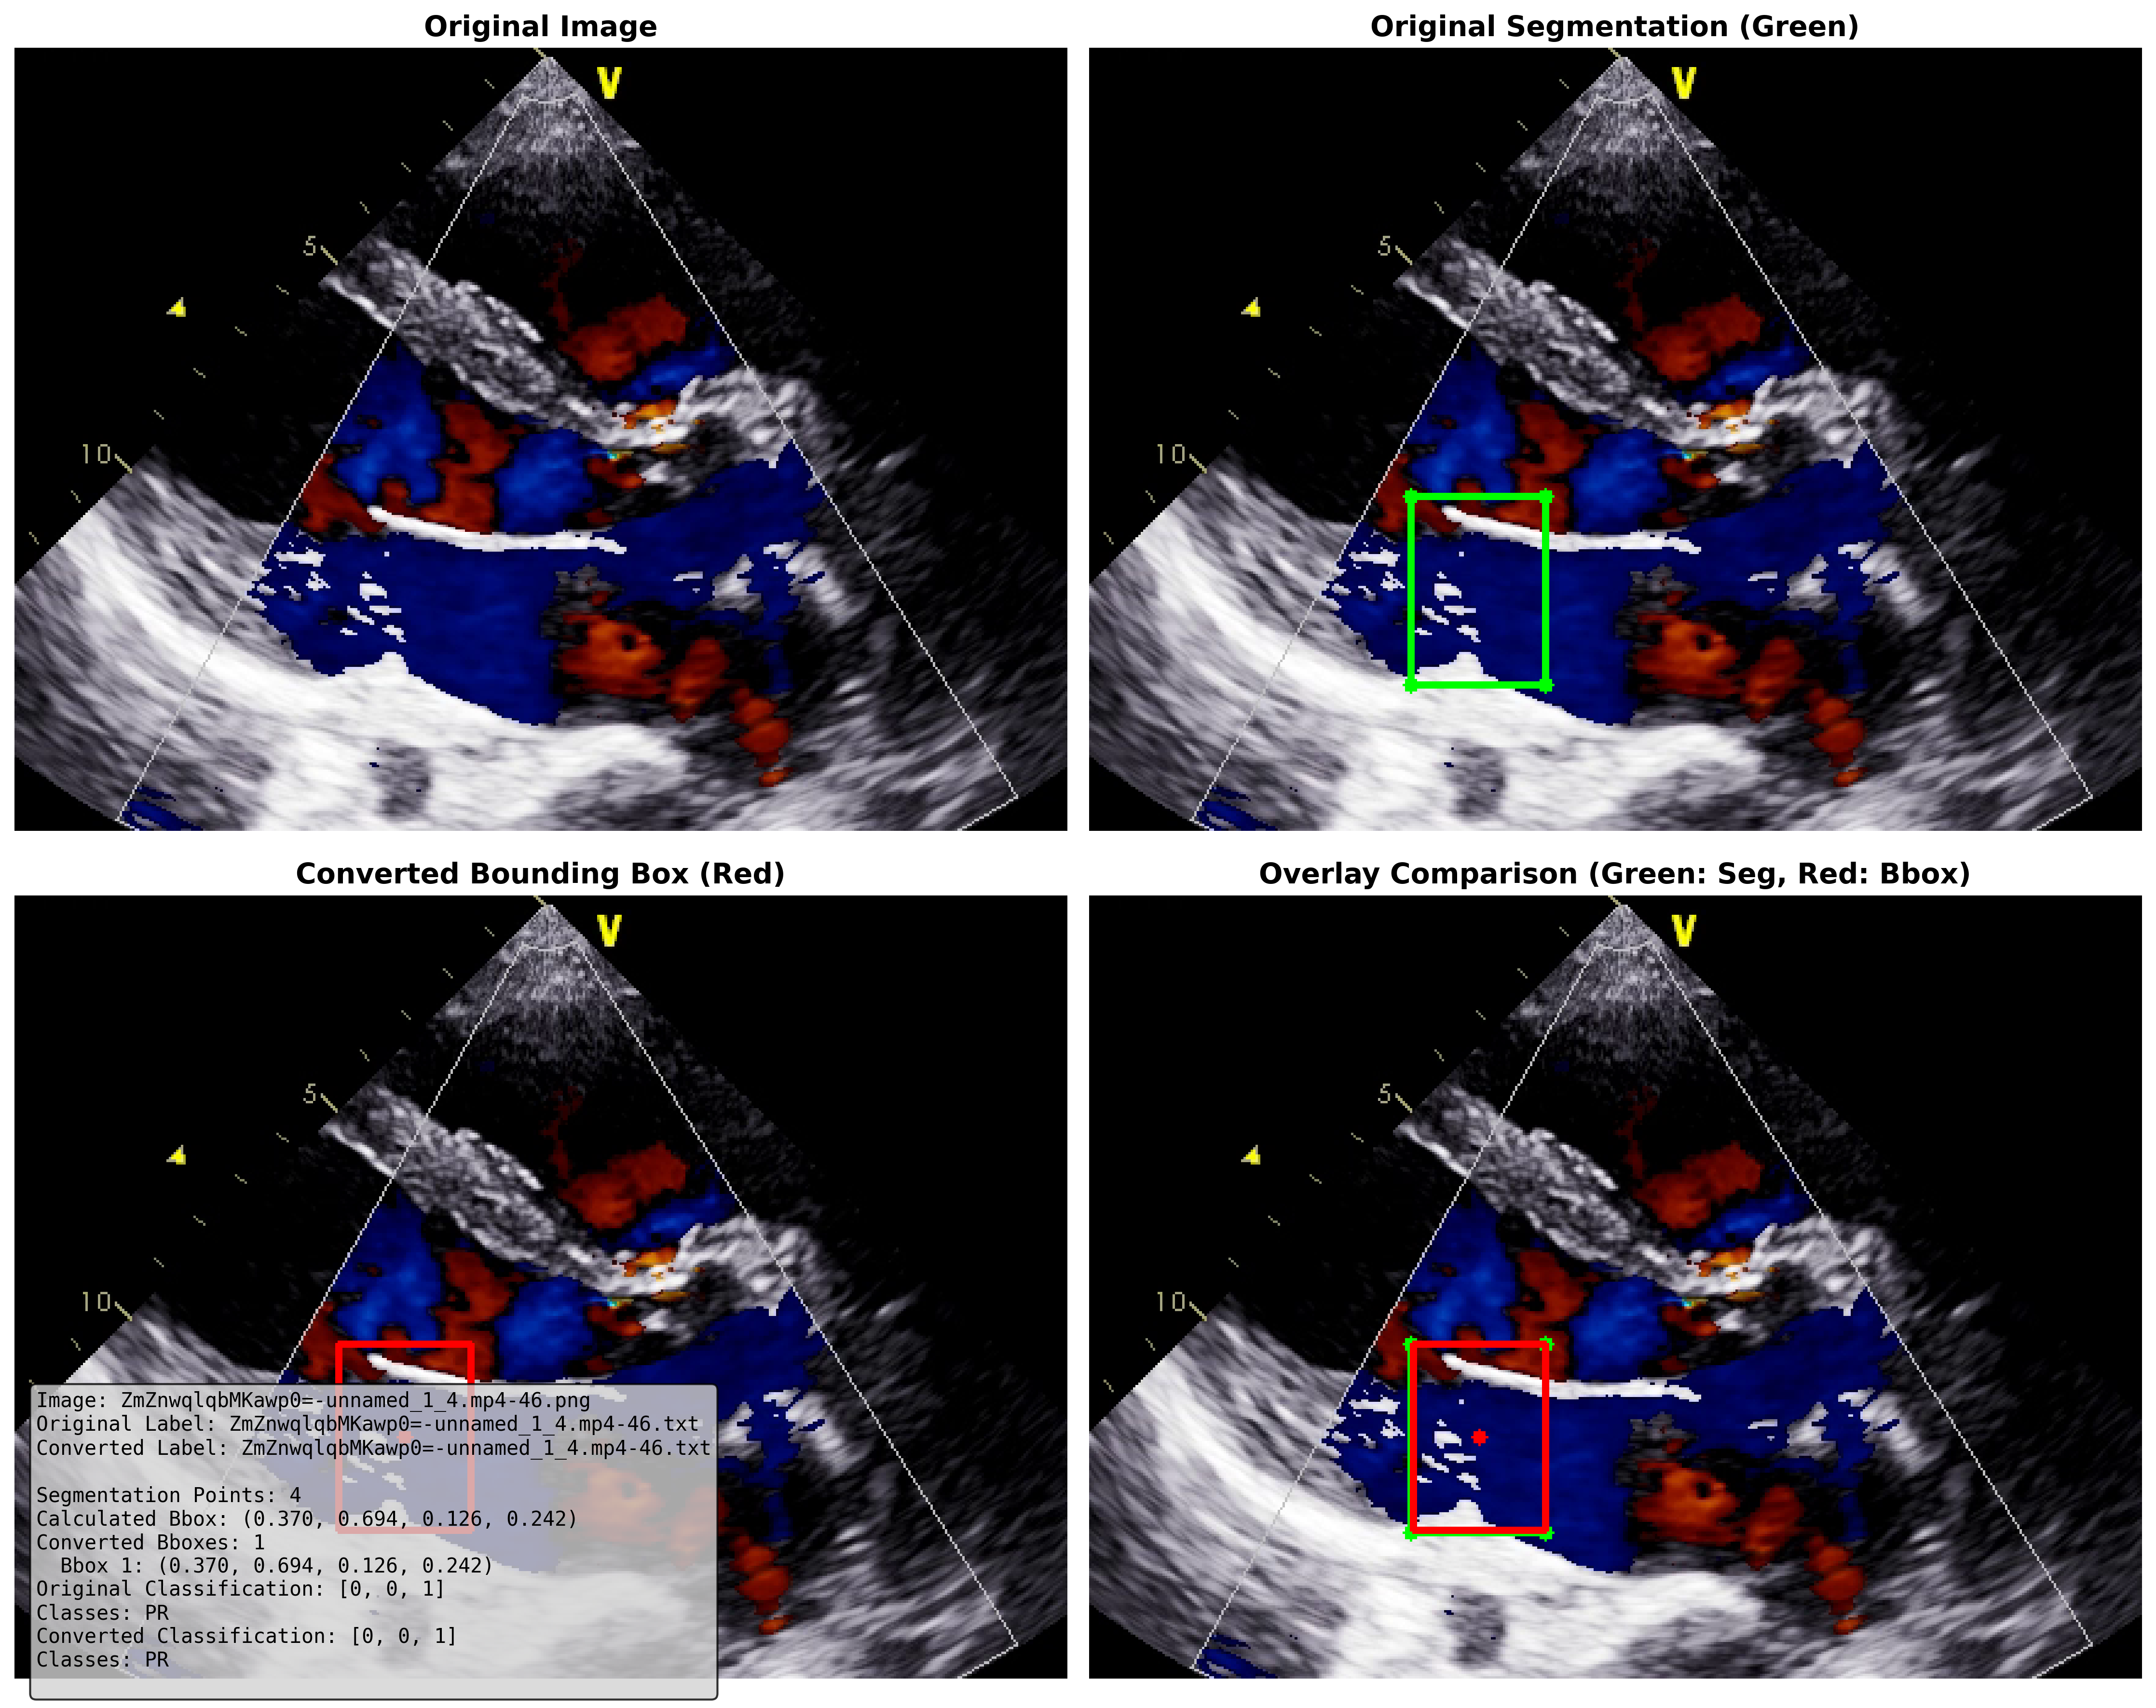 Original Image
Original Segmentation (Green)
V
5
10
V
5
10
Converted Bounding Box (Red)
Overlay Comparison (Green: Seg, Red: Bbox)
V
5
10
V
5
10
Image: ZmZnwqlqbMKawp0=-unnamed_1_4.mp4-46.png
Original Label: ZmZnwqlqbMKawp0=-unnamed_1_4.mp4-46.txt
Converted Label: ZmZnwqlqbMKawp0=-unnamed_1_4.mp4-46.txt
Segmentation Points: 4
Calculated Bbox: (0.370, 0.694, 0.126, 0.242)
Converted Bboxes: 1
Bbox 1: (0.370, 0.694, 0.126, 0.242)
Original Classification: [0, 0, 1]
Classes: PR
Converted Classification: [0, 0, 1]
Classes: PR